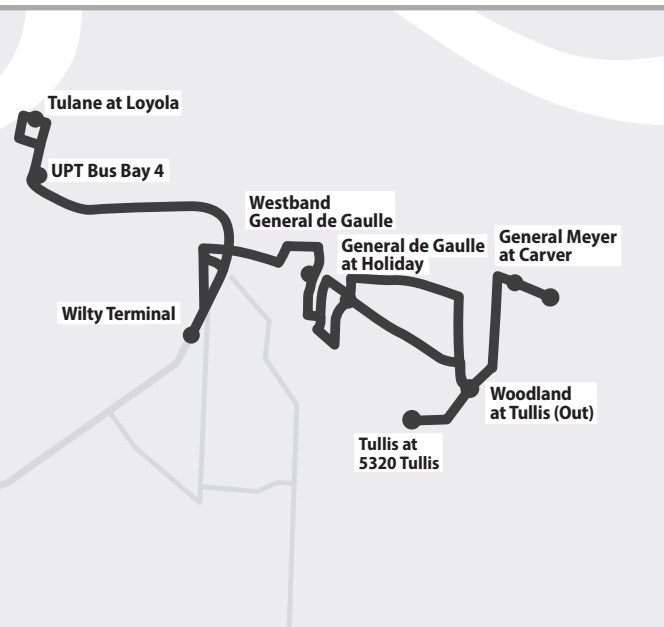 Tulane at Loyola
UPT Bus Bay 4
Westband
General de Gaulle
General de Gaulle
at Holiday
General Meyer
at Carver
Wilty Terminal
Woodland
at Tullis (Out)
Tullis at
5320 Tullis